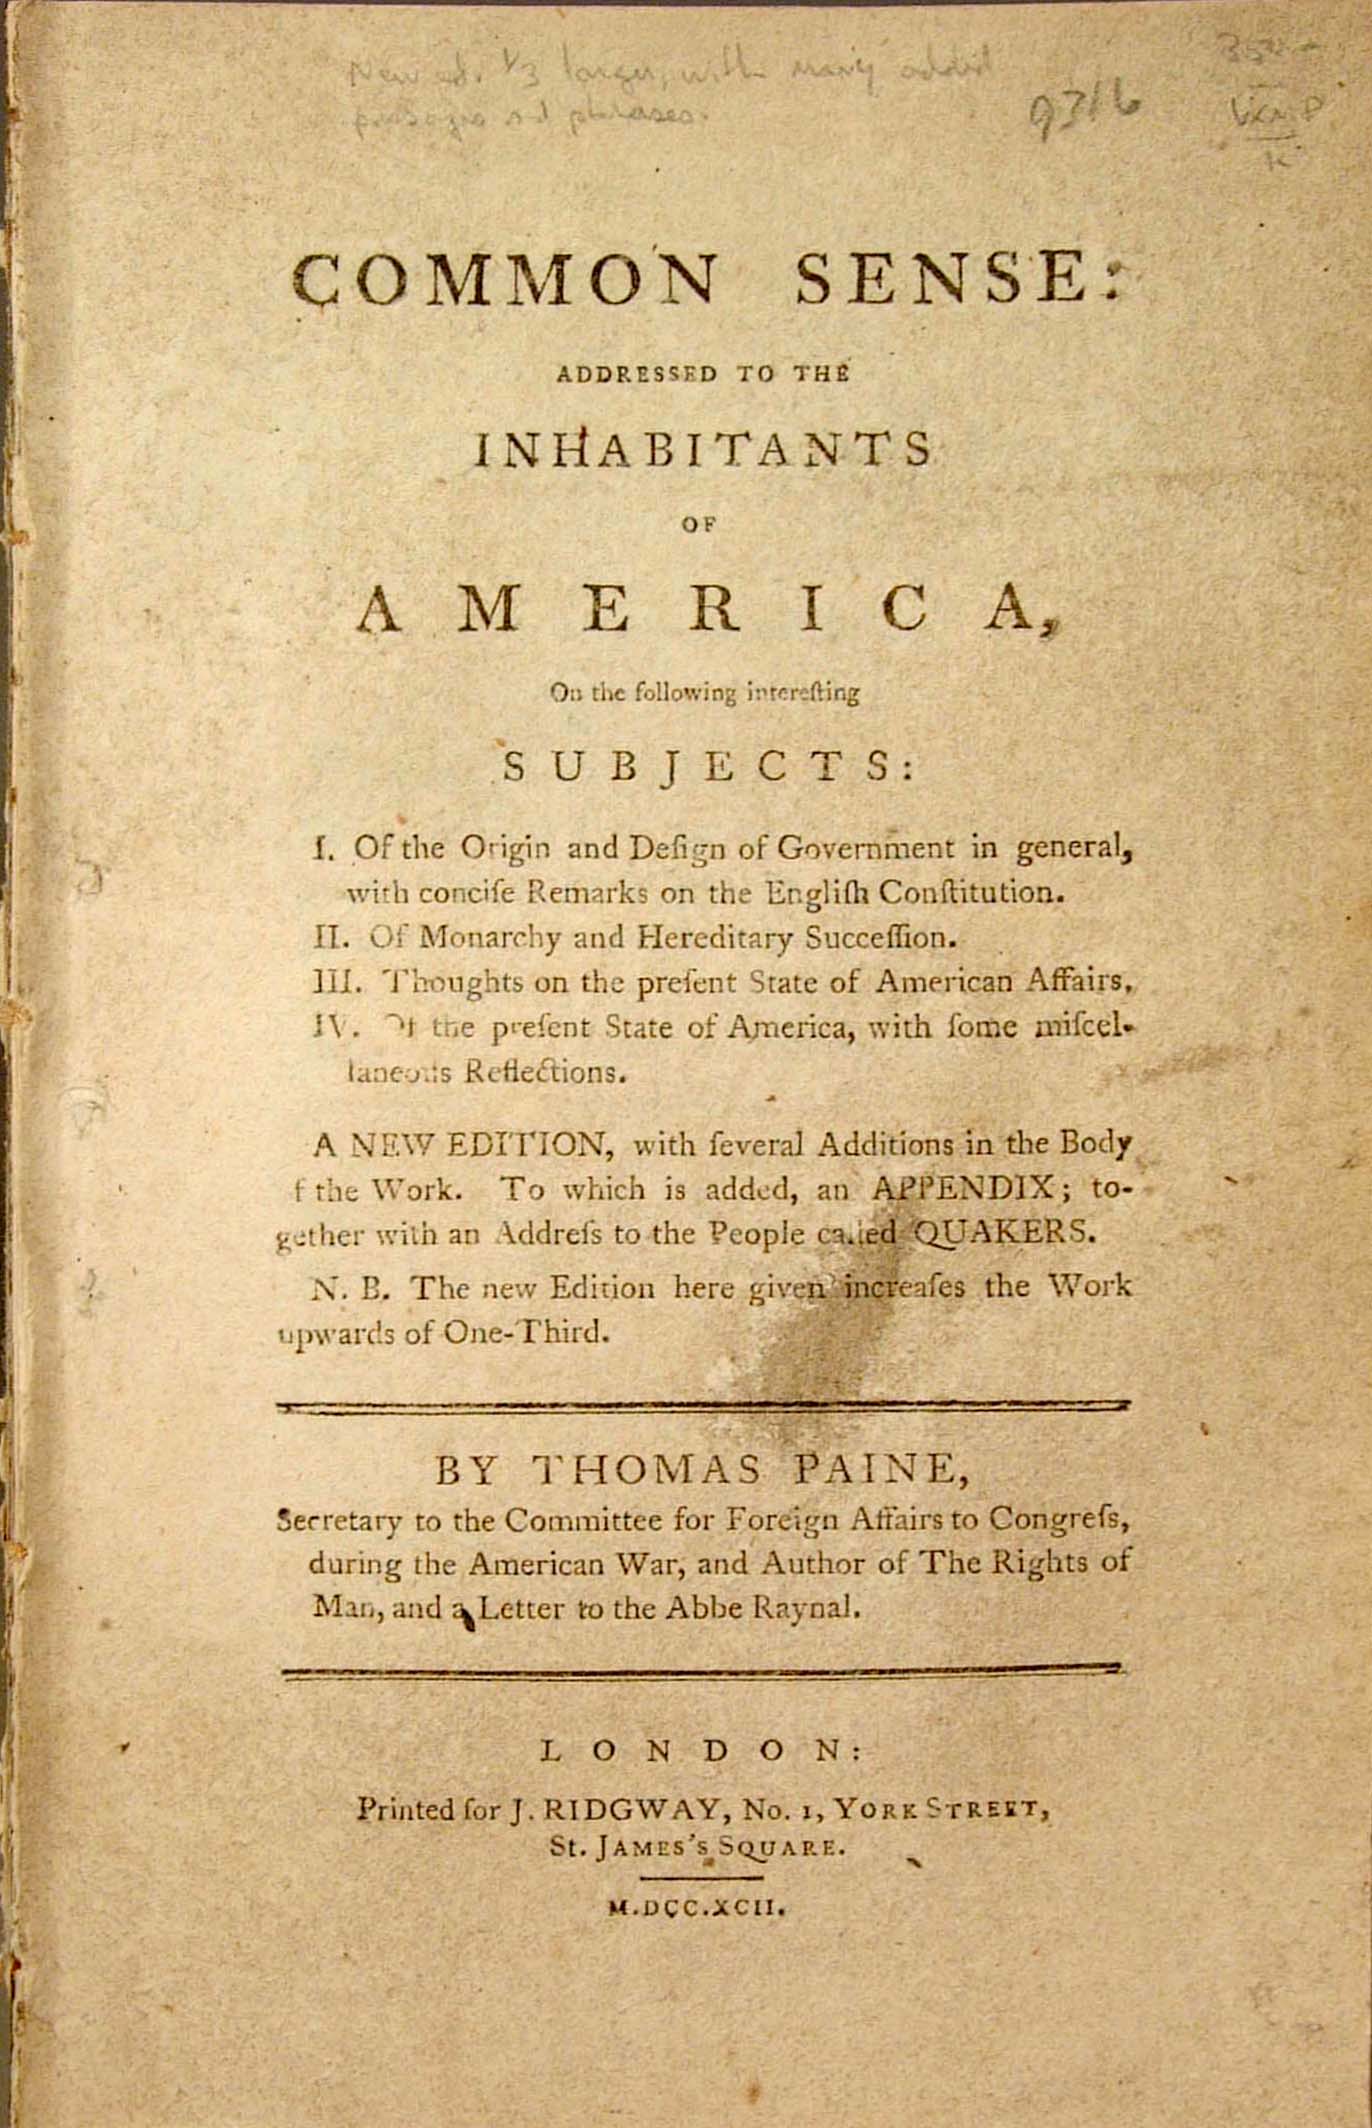 New ed. 1/3 larger, with many added
passages and phrases.
9316
COMMON SENSE:
ADDRESSED TO THE
INHABITANTS
OF
AMERICA,
On the following intereſting
SUBJECTS:
I. Of the Origin and Deſign of Government in general,
with conciſe Remarks on the Engliſh Conſtitution.
II. Of Monarchy and Hereditary Succeſſion.
III. Thoughts on the preſent State of American Affairs.
IV. Of the preſent State of America, with ſome miſcel-
laneous Reflections.
A NEW EDITION, with ſeveral Additions in the Body
f the Work. To which is added, an APPENDIX; to-
gether with an Addreſs to the People called QUAKERS.
N. B. The new Edition here given increaſes the Work
upwards of One-Third.
BY THOMAS PAINE,
Secretary to the Committee for Foreign Affairs to Congreſs,
during the American War, and Author of The Rights of
Man, and a Letter to the Abbe Raynal.
LONDON:
Printed for J. RIDGWAY, No. 1, YORK STREET,
St. JAMES's SQUARE.
M.DCC.XCII.